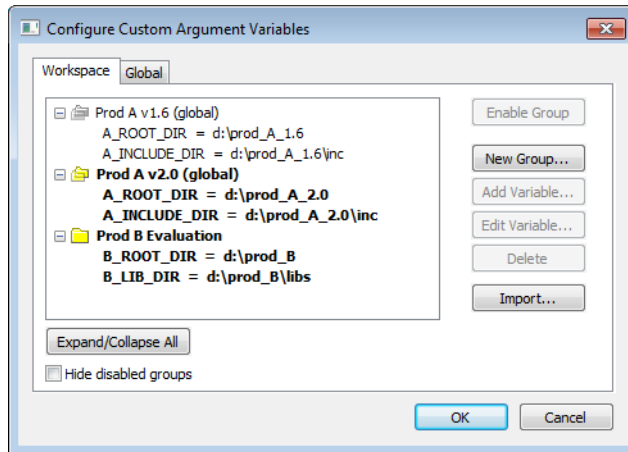 Configure Custom Argument Variables
Workspace Global
Prod A v1.6 (global)
A_ROOT_DIR = d:\prod_A_1.6
A_INCLUDE_DIR = d:\prod_A_1.6\inc
Prod A v2.0 (global)
A_ROOT_DIR = d:\prod_A_2.0
A_INCLUDE_DIR = d:\prod_A_2.0\inc
Prod B Evaluation
B_ROOT_DIR = d:\prod_B
B_LIB_DIR = d:\prod_B\libs
Enable Group
New Group...
Add Variable...
Edit Variable...
Delete
Import...
Expand/Collapse All
Hide disabled groups
OK Cancel